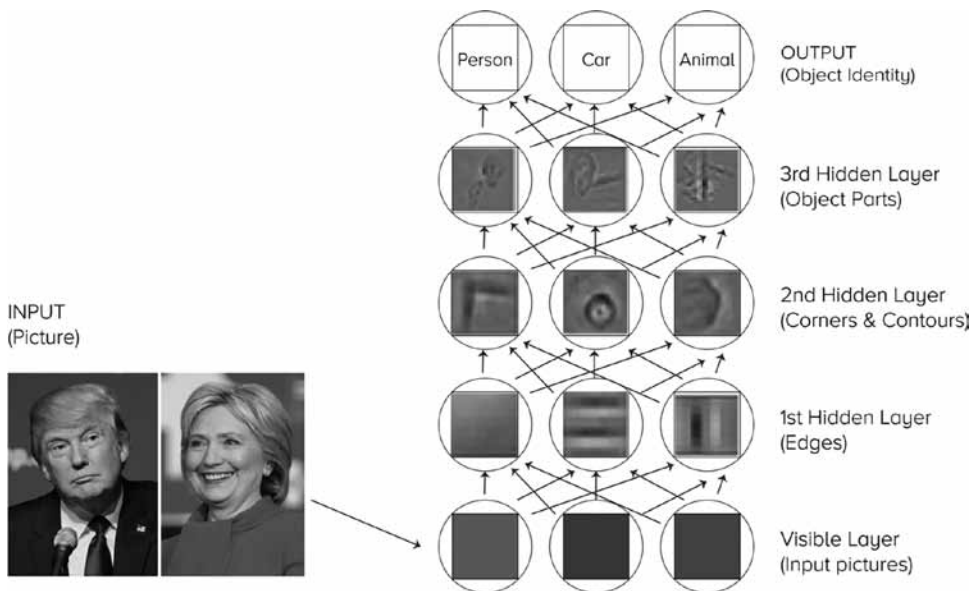 Person
Car
Animal
OUTPUT
(Object Identity)
3rd Hidden Layer
(Object Parts)
2nd Hidden Layer
(Corners & Contours)
INPUT
(Picture)
1st Hidden Layer
(Edges)
Visible Layer
(Input pictures)